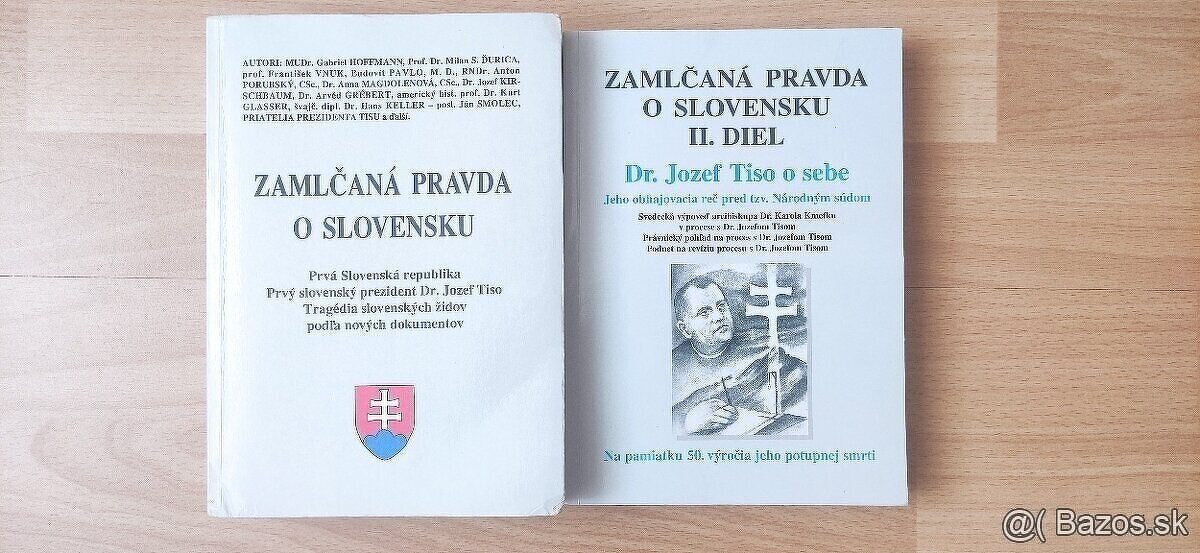 AUTORI: MUDr. Gabriel HOFFMANN, Prof. Dr. Milan S. ĎURICA,
prof. František VNUK, Ľudovít PAVLO, M. D., RNDr. Anton
PORUBSKÝ, CSc., Dr. Anna MAGDOLENOVÁ, CSc., Dr. Jozef KIR-
SCHBAUM, Dr. Arvéd GRÉBERT, americký hist. prof. Dr. Kurt
GLASSER, švajč. dipl. Dr. Hans KELLER – posl. Ján SMOLEC,
PRIATELIA PREZIDENTA TISU a ďalší.
ZAMLČANÁ PRAVDA
O SLOVENSKU
Prvá Slovenská republika
Prvý slovenský prezident Dr. Jozef Tiso
Tragédia slovenských židov
podľa nových dokumentov
ZAMLČANÁ PRAVDA
O SLOVENSKU
II. DIEL
Dr. Jozef Tiso o sebe
Jeho obhajovacia reč pred tzv. Národným súdom
Svedecká výpoveď arcibiskupa Dr. Karola Kmeťku
v procese s Dr. Jozefom Tisom
Právnický pohľad na proces s Dr. Jozefom Tisom
Podnet na revíziu procesu s Dr. Jozefom Tisom
Na pamiatku 50. výročia jeho potupnej smrti
@( Bazos.sk